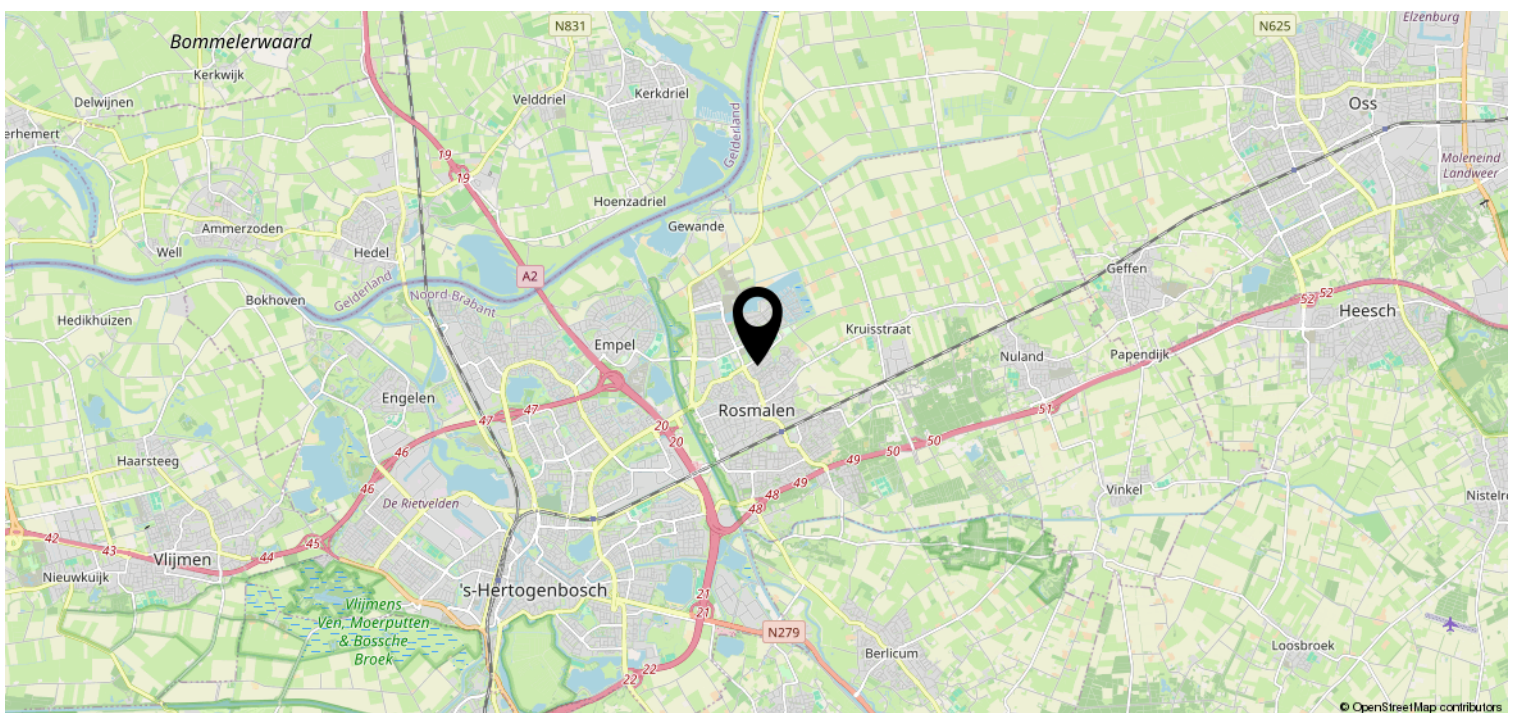 Elzenburg
N831
N625
Bommelerwaard
Kerkwijk
Delwijnen
Velddriel
Kerkdriel
Oss
erhemert
Gelderland
19
19
Moleneind
Landweer
Hoenzadriel
Ammerzoden
Gewande
Well
Hedel
A2
Geffen
Gelderland
Noord-Brabant
Bokhoven
52
52
Hedikhuizen
Heesch
Kruisstraat
Empel
Nuland
Papendijk
Engelen
47
47
Rosmalen
51
20
20
50
50
46
49
Haarsteeg
46
49
48
48
De Rietvelden
Vinkel
Nistelro
42
43
44
45
Vlijmen
Nieuwkuijk
's-Hertogenbosch
21
21
Vlijmens
Ven, Moerputten
& Bossche
Broek
N279
Berlicum
Loosbroek
22
22
© OpenStreetMap contributors